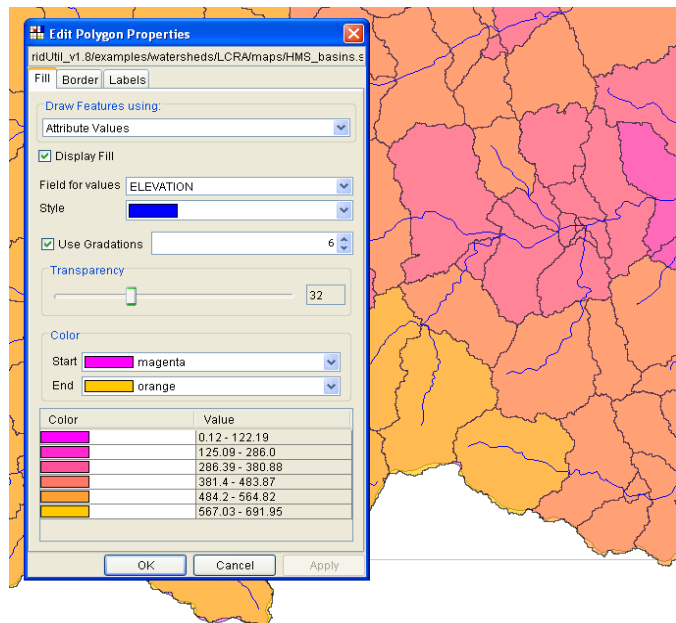 Edit Polygon Properties
ridUtil_v1.8/examples/watersheds/LCRA/maps/HMS_basins.s
Fill Border Labels
Draw Features using:
Attribute Values
Display Fill
Field for values ELEVATION
Style
Use Gradations 6
Transparency
32
Color
Start magenta
End orange
Color Value
0.12 - 122.19
125.09 - 286.0
286.39 - 380.88
381.4 - 483.87
484.2 - 564.82
567.03 - 691.95
OK Cancel Apply